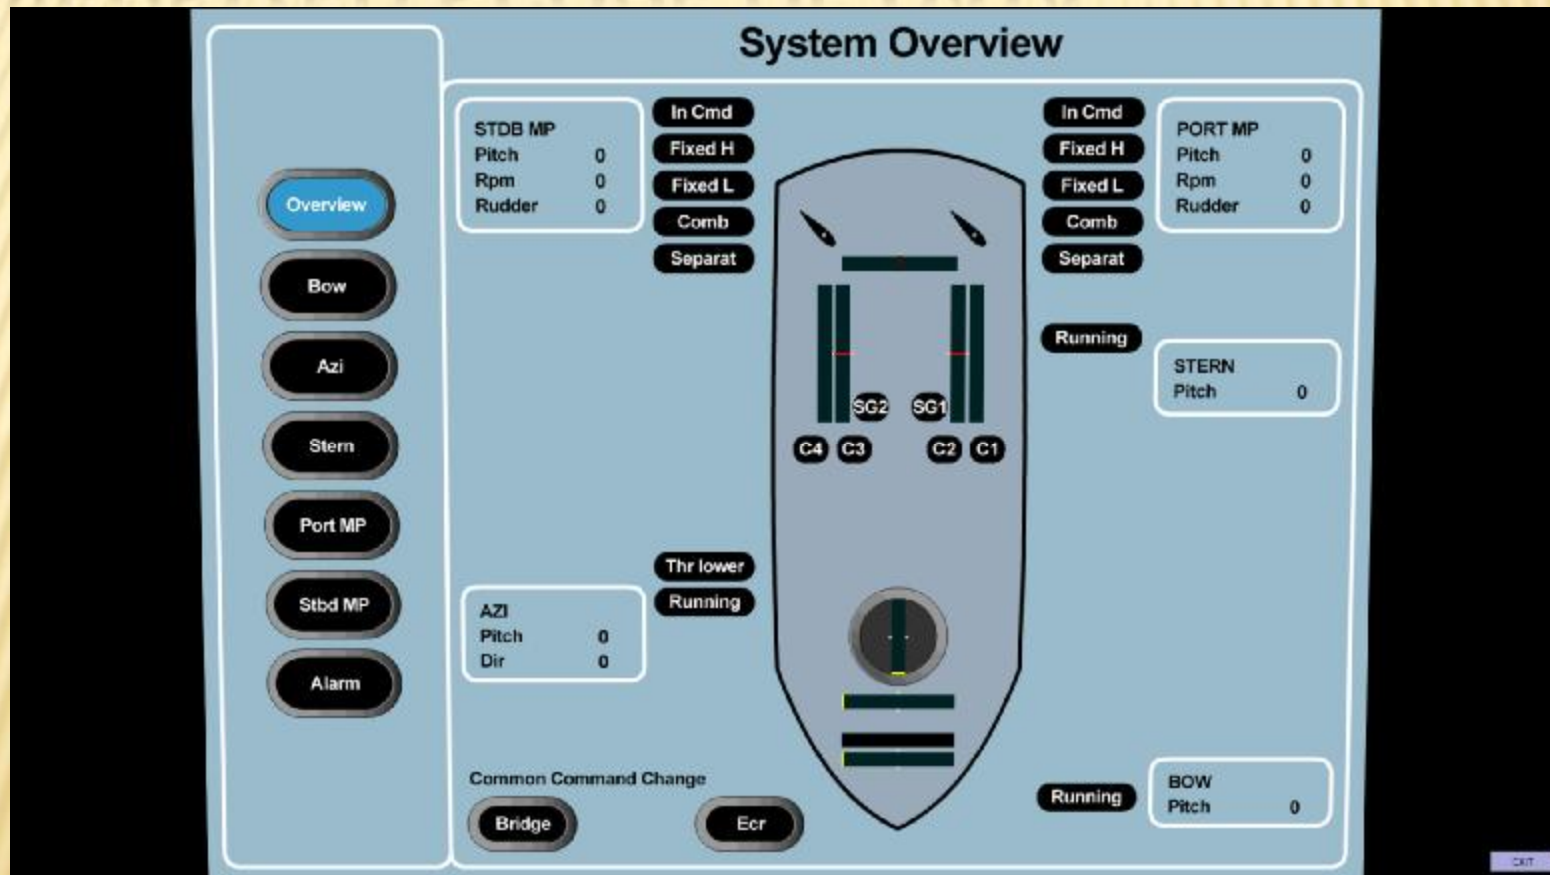 System Overview
Overview
Bow
Azi
Stern
Port MP
Stbd MP
Alarm
STDB MP
Pitch 0
Rpm 0
Rudder 0
In Cmd
Fixed H
Fixed L
Comb
Separat
In Cmd
Fixed H
Fixed L
Comb
Separat
PORT MP
Pitch 0
Rpm 0
Rudder 0
Running
STERN
Pitch 0
SG2 SG1
C4 C3 C2 C1
Thr lower
Running
AZI
Pitch 0
Dir 0
Common Command Change
Bridge Ecr
Running
BOW
Pitch 0
EXIT